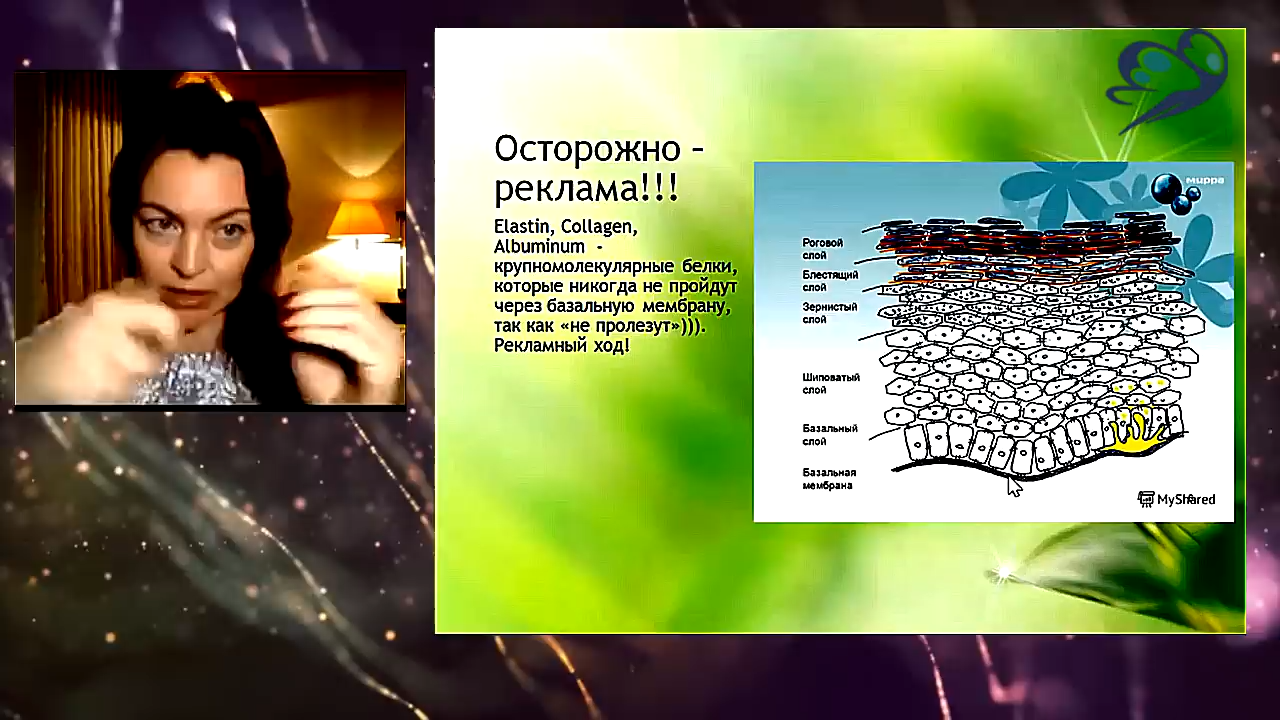 Осторожно –
реклама!!!
Elastin, Collagen,
Albuminum -
крупномолекулярные белки,
которые никогда не пройдут
через базальную мембрану,
так как «не пролезут»))).
Рекламный ход!
мирра
Роговой
слой
Блестящий
слой
Зернистый
слой
Шиповатый
слой
Базальный
слой
Базальная
мембрана
MyShared